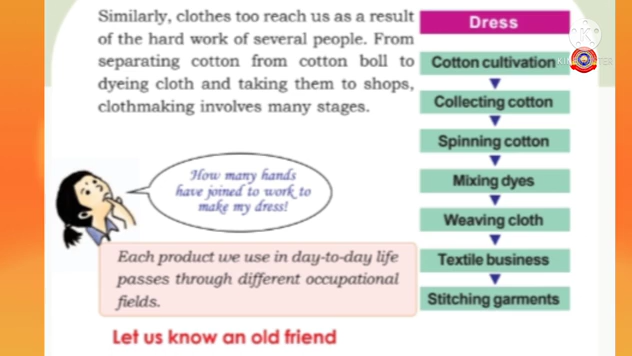 Similarly, clothes too reach us as a result
of the hard work of several people. From
separating cotton from cotton boll to
dyeing cloth and taking them to shops,
clothmaking involves many stages.
How many hands
have joined to work to
make my dress!
Each product we use in day-to-day life
passes through different occupational
fields.
Let us know an old friend
Dress
Cotton cultivation
Collecting cotton
Spinning cotton
Mixing dyes
Weaving cloth
Textile business
Stitching garments